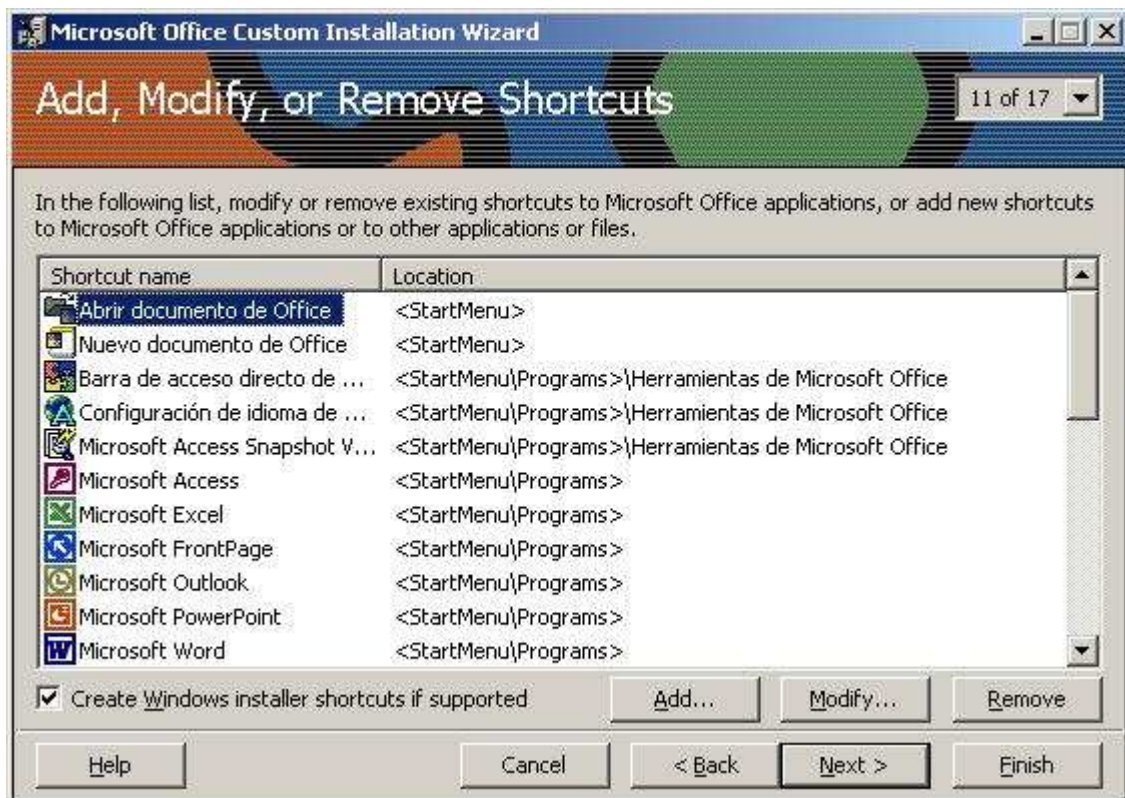 Microsoft Office Custom Installation Wizard
Add, Modify, or Remove Shortcuts
11 of 17
In the following list, modify or remove existing shortcuts to Microsoft Office applications, or add new shortcuts
to Microsoft Office applications or to other applications or files.
Shortcut name Location
Abrir documento de Office <StartMenu>
Nuevo documento de Office <StartMenu>
Barra de acceso directo de ... <StartMenu\Programs>\Herramientas de Microsoft Office
Configuración de idioma de ... <StartMenu\Programs>\Herramientas de Microsoft Office
Microsoft Access Snapshot V... <StartMenu\Programs>\Herramientas de Microsoft Office
Microsoft Access <StartMenu\Programs>
Microsoft Excel <StartMenu\Programs>
Microsoft FrontPage <StartMenu\Programs>
Microsoft Outlook <StartMenu\Programs>
Microsoft PowerPoint <StartMenu\Programs>
Microsoft Word <StartMenu\Programs>
Create Windows installer shortcuts if supported Add... Modify... Remove
Help Cancel < Back Next > Finish